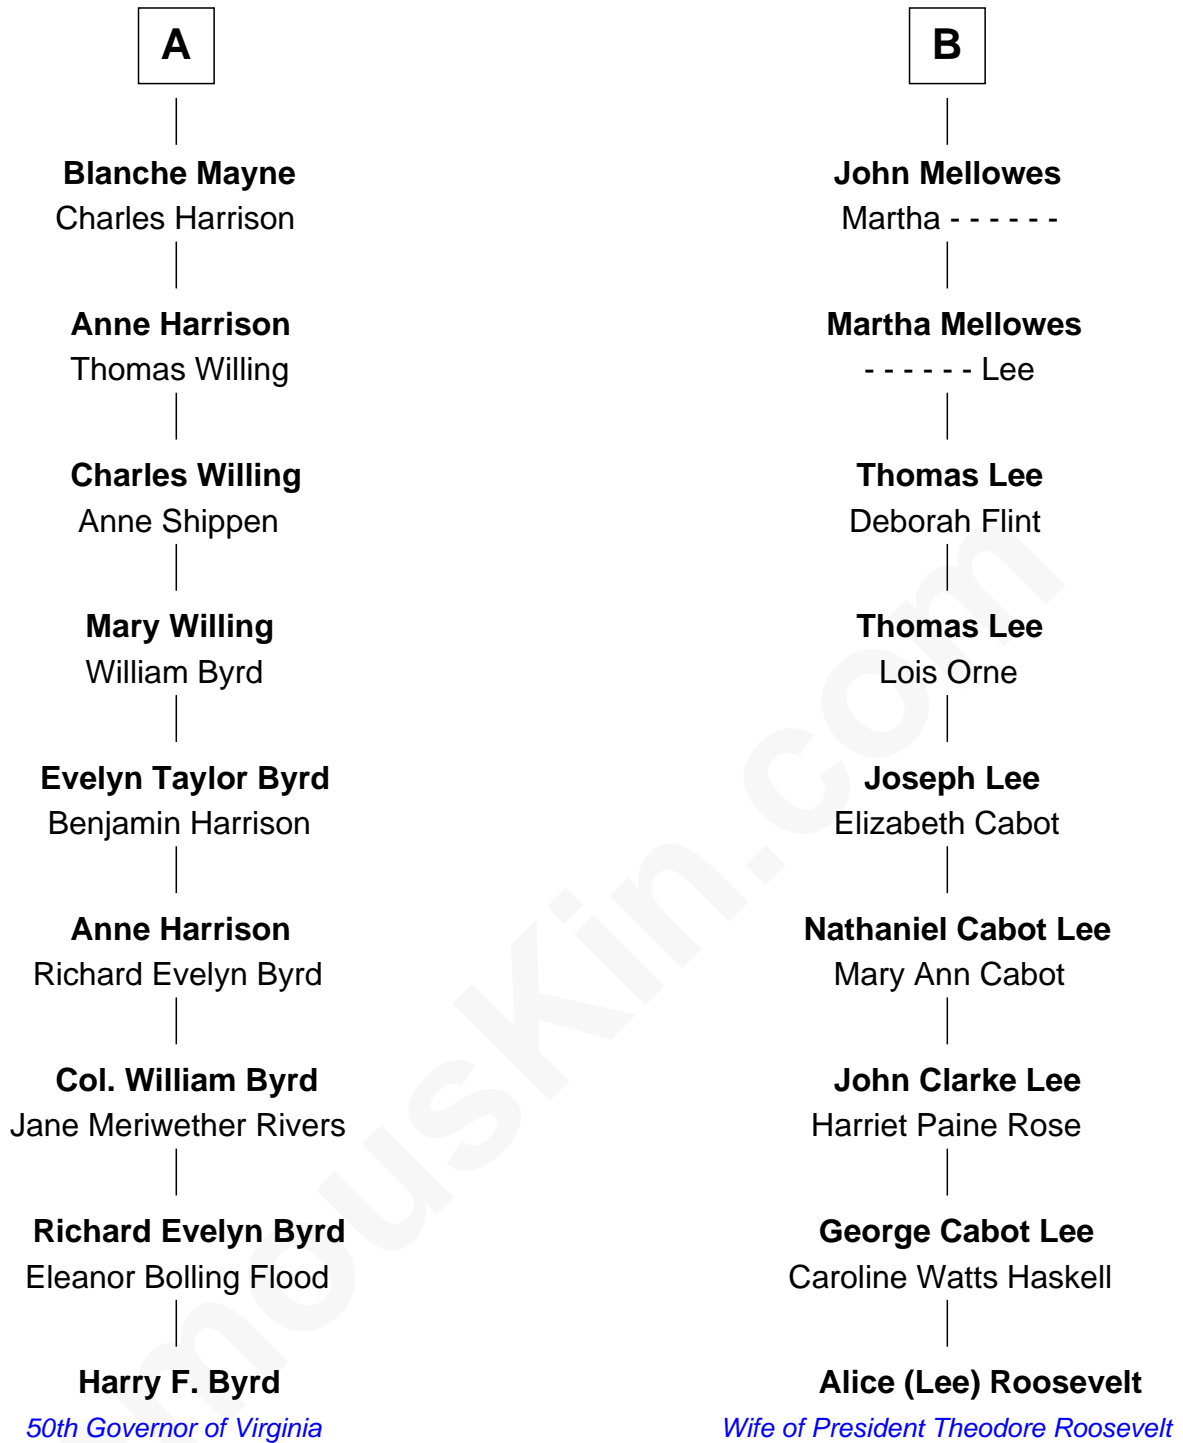 A
Blanche Mayne
Charles Harrison
Anne Harrison
Thomas Willing
Charles Willing
Anne Shippen
Mary Willing
William Byrd
Evelyn Taylor Byrd
Benjamin Harrison
Anne Harrison
Richard Evelyn Byrd
Col. William Byrd
Jane Meriwether Rivers
Richard Evelyn Byrd
Eleanor Bolling Flood
Harry F. Byrd
50th Governor of Virginia
B
John Mellowes
Martha - - - - - -
Martha Mellowes
- - - - - - Lee
Thomas Lee
Deborah Flint
Thomas Lee
Lois Orne
Joseph Lee
Elizabeth Cabot
Nathaniel Cabot Lee
Mary Ann Cabot
John Clarke Lee
Harriet Paine Rose
George Cabot Lee
Caroline Watts Haskell
Alice (Lee) Roosevelt
Wife of President Theodore Roosevelt
mousKin.com